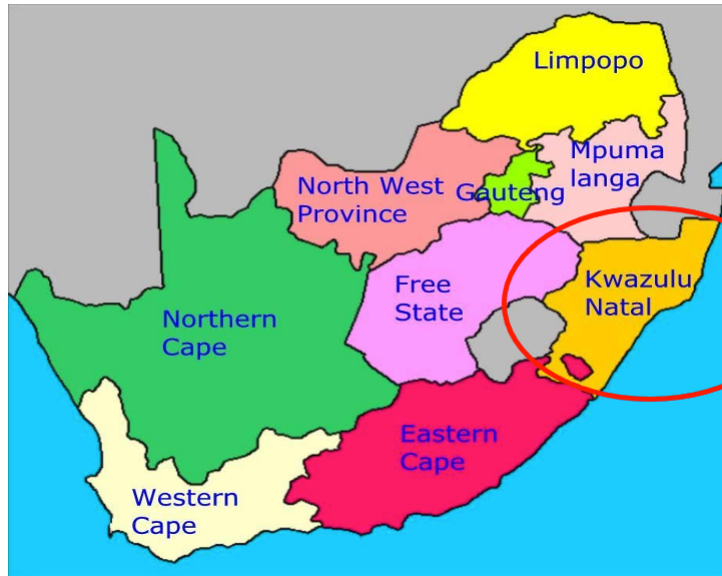 Limpopo
Mpuma
langa
North West
Province
Gauteng
Free
State
Kwazulu
Natal
Northern
Cape
Eastern
Cape
Western
Cape